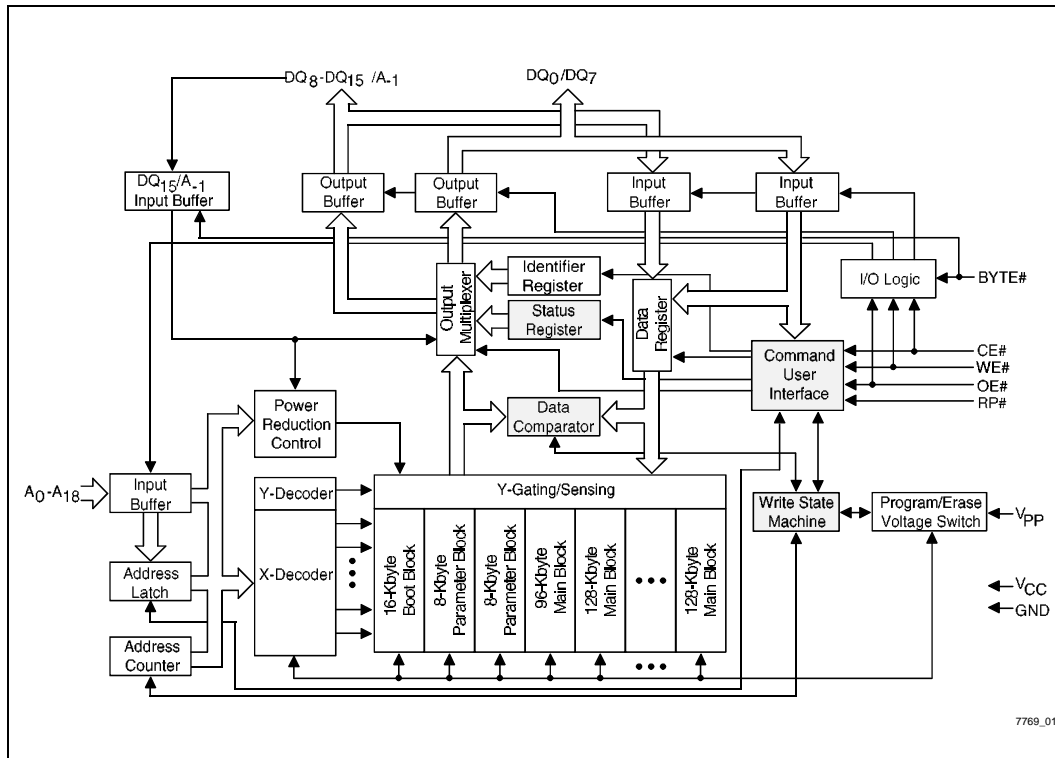 DQ8-DQ15 /A-1
DQ0/DQ7
DQ15/A-1
Input Buffer
Output
Buffer
Output
Buffer
Input
Buffer
Input
Buffer
Output
Multiplexer
Identifier
Register
Status
Register
Data
Register
I/O Logic
BYTE#
Command
User
Interface
CE#
WE#
OE#
RP#
Power
Reduction
Control
Data
Comparator
A0-A18
Input
Buffer
Y-Decoder
Y-Gating/Sensing
Write State
Machine
Program/Erase
Voltage Switch
VPP
Address
Latch
X-Decoder
16-Kbyte
Boot Block
8-Kbyte
Parameter Block
8-Kbyte
Parameter Block
96-Kbyte
Main Block
128-Kbyte
Main Block
128-Kbyte
Main Block
VCC
GND
Address
Counter
7769_01